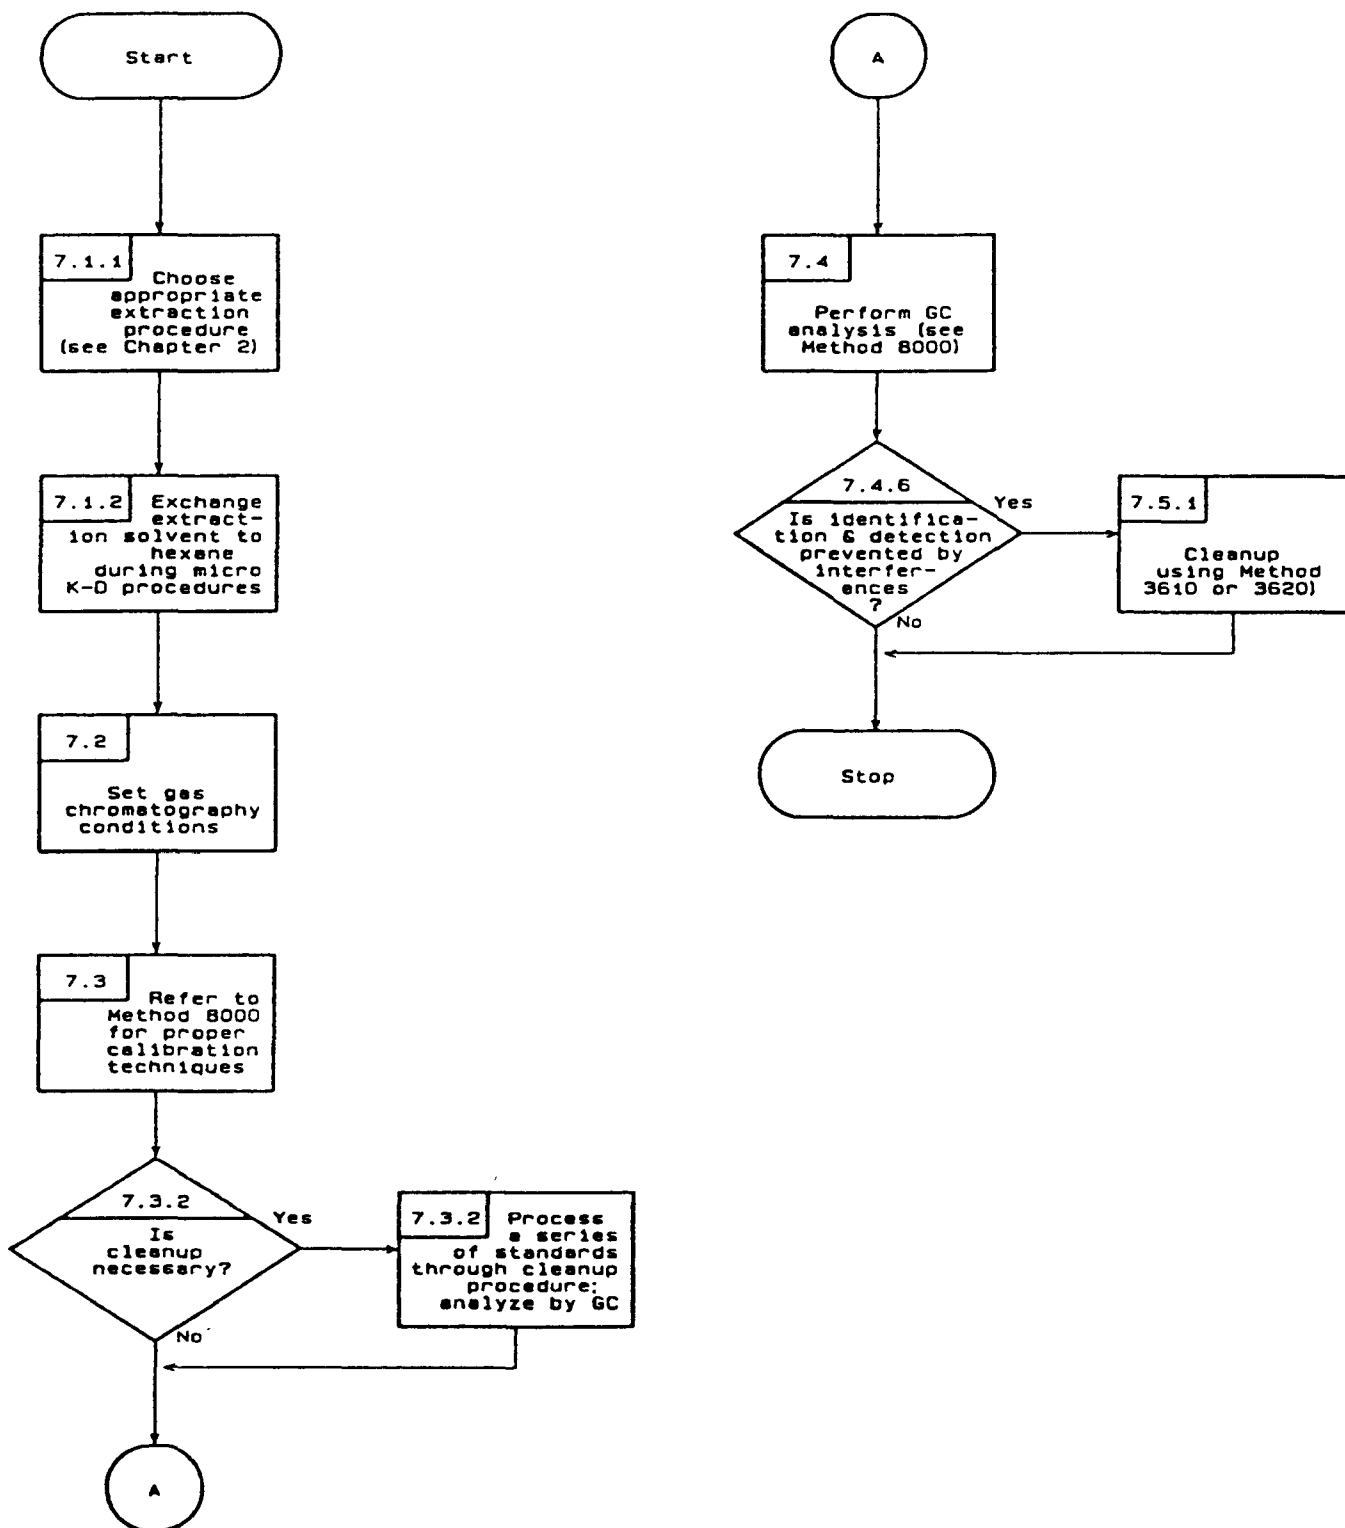 Start
7.1.1
Choose
appropriate
extraction
procedure
(see Chapter 2)
7.1.2 Exchange
extract-
ion solvent to
hexane
during micro
K-D procedures
7.2
Set gas
chromatography
conditions
7.3
Refer to
Method 8000
for proper
calibration
techniques
7.3.2
Is
cleanup
necessary?
Yes
No
7.3.2 Process
a series
of standards
through cleanup
procedure;
analyze by GC
A
A
7.4
Perform GC
analysis (see
Method 8000)
7.4.6
Is identifica-
tion & detection
prevented by
interfer-
ences
?
Yes
No
7.5.1
Cleanup
using Method
3610 or 3620)
Stop